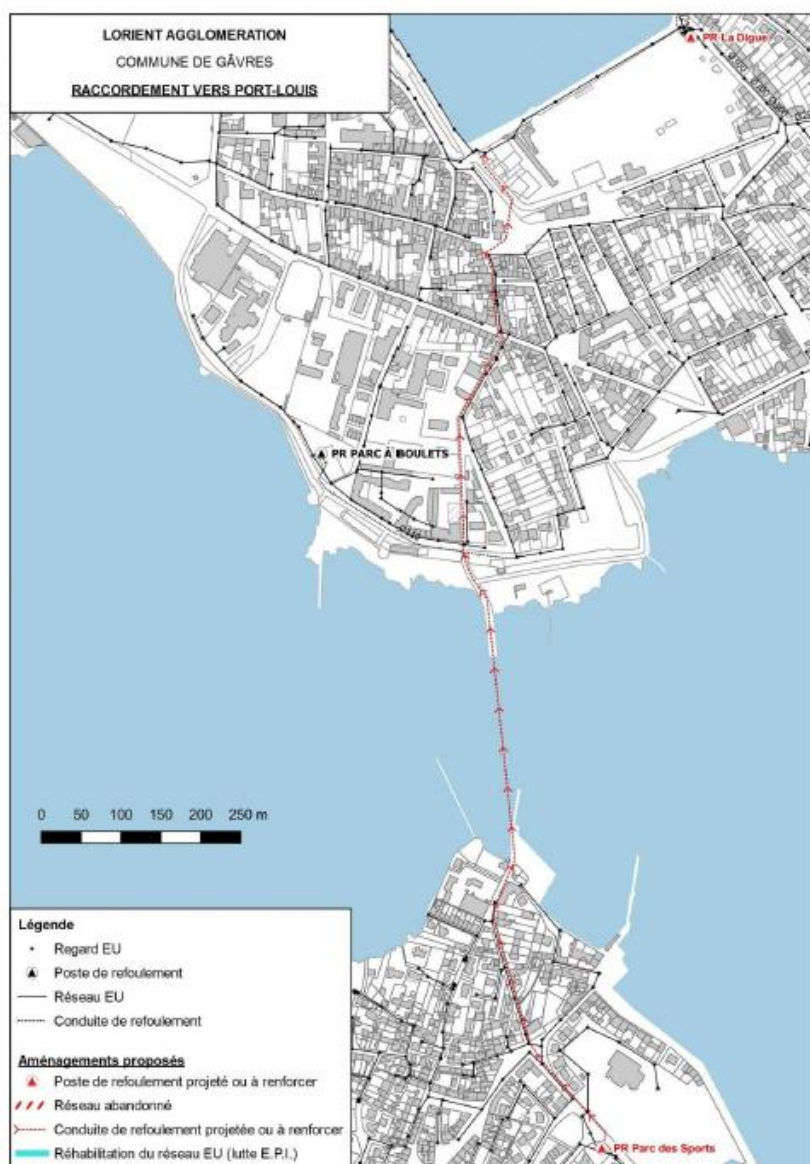 LORIENT AGGLOMERATION
COMMUNE DE GÂVRES
RACCORDEMENT VERS PORT-LOUIS
PR La Digue
PR PARC À BOULETS
0 50 100 150 200 250 m
Légende
Regard EU
Poste de refoulement
Réseau EU
Conduite de refoulement
Aménagements proposés
Poste de refoulement projeté ou à renforcer
Réseau abandonné
Conduite de refoulement projetée ou à renforcer
Réhabilitation du réseau EU (lutte E.P.I.)
PR Parc des Sports